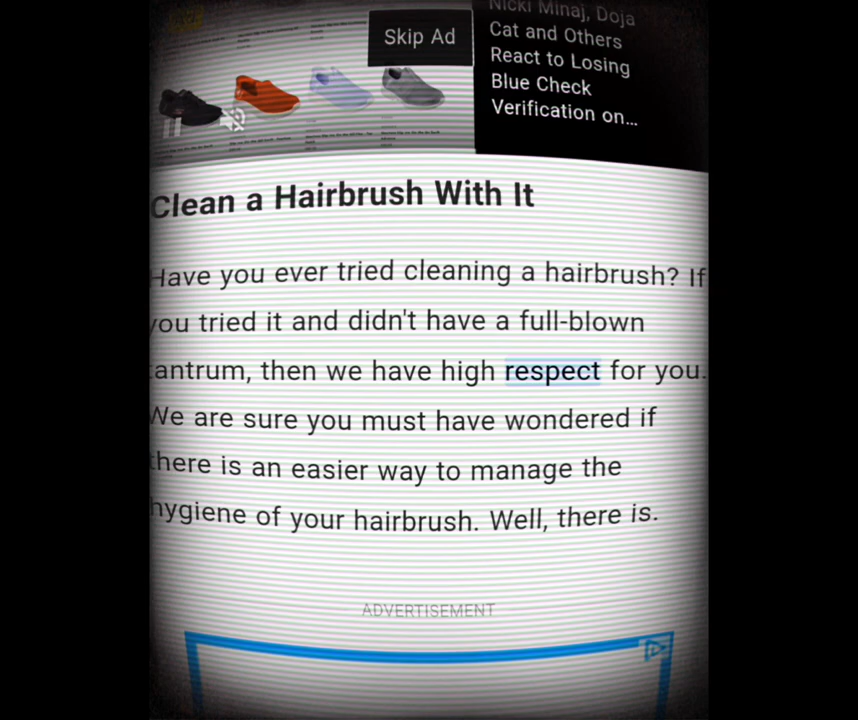 Skip Ad
Nicki Minaj, Doja
Cat and Others
React to Losing
Blue Check
Verification on…
Clean a Hairbrush With It
Have you ever tried cleaning a hairbrush? If
you tried it and didn't have a full-blown
tantrum, then we have high respect for you.
We are sure you must have wondered if
there is an easier way to manage the
hygiene of your hairbrush. Well, there is.
ADVERTISEMENT